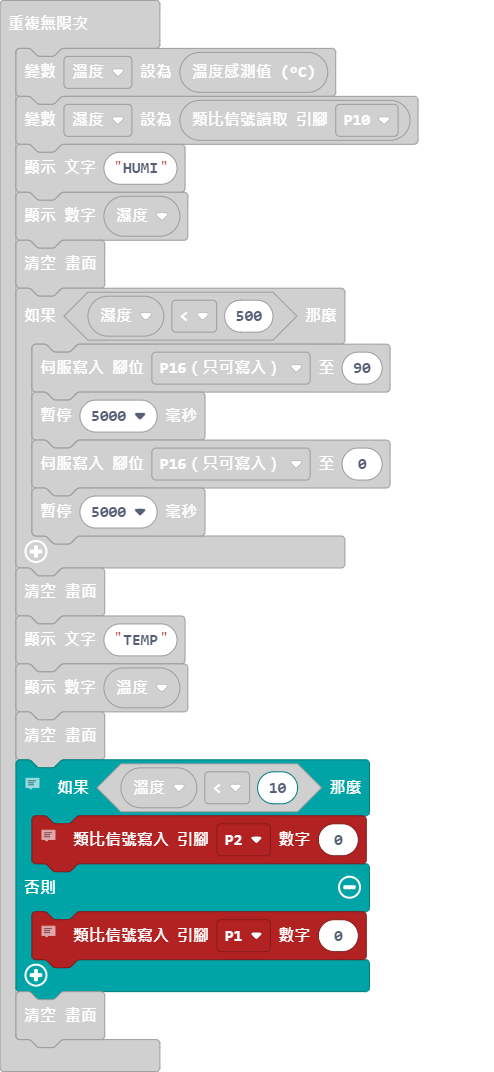 重複無限次
變數 溫度 設為 溫度感測值 (ºC)
變數 濕度 設為 類比信號讀取 引腳 P10
顯示 文字 "HUMI"
顯示 數字 濕度
清空 畫面
如果 濕度 < 500 那麼
伺服寫入 腳位 P16 (只可寫入) 至 90
暫停 5000 毫秒
伺服寫入 腳位 P16 (只可寫入) 至 0
暫停 5000 毫秒
清空 畫面
顯示 文字 "TEMP"
顯示 數字 溫度
清空 畫面
如果 溫度 < 10 那麼
類比信號寫入 引腳 P2 數字 0
否則
類比信號寫入 引腳 P1 數字 0
清空 畫面